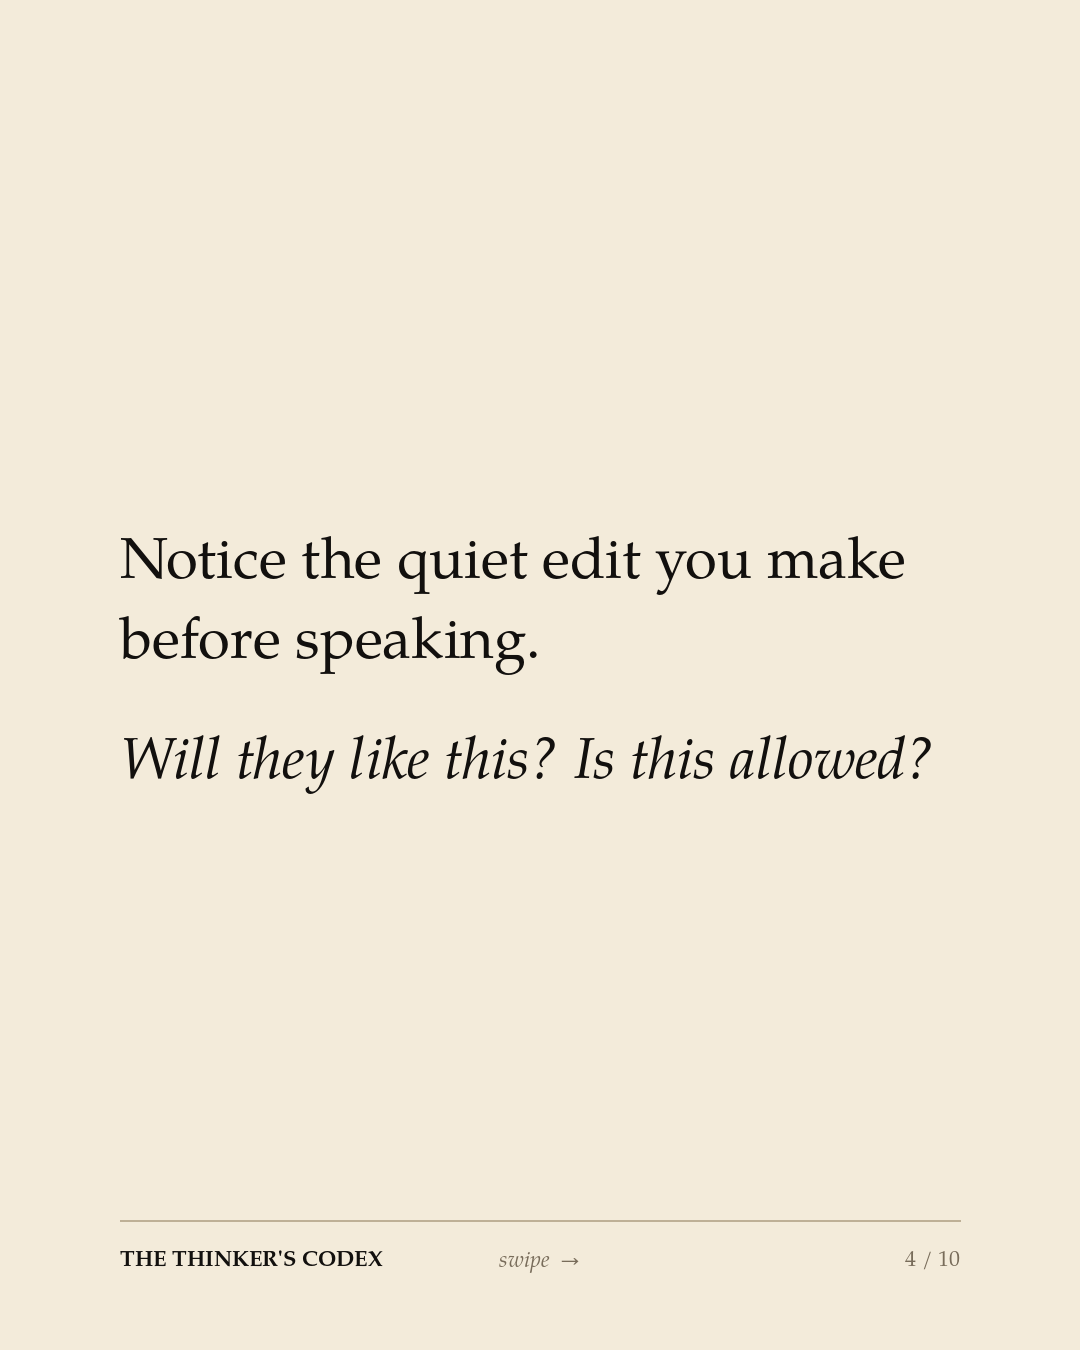 Notice the quiet edit you make
before speaking.
Will they like this? Is this allowed?
THE THINKER'S CODEX swipe → 4 / 10